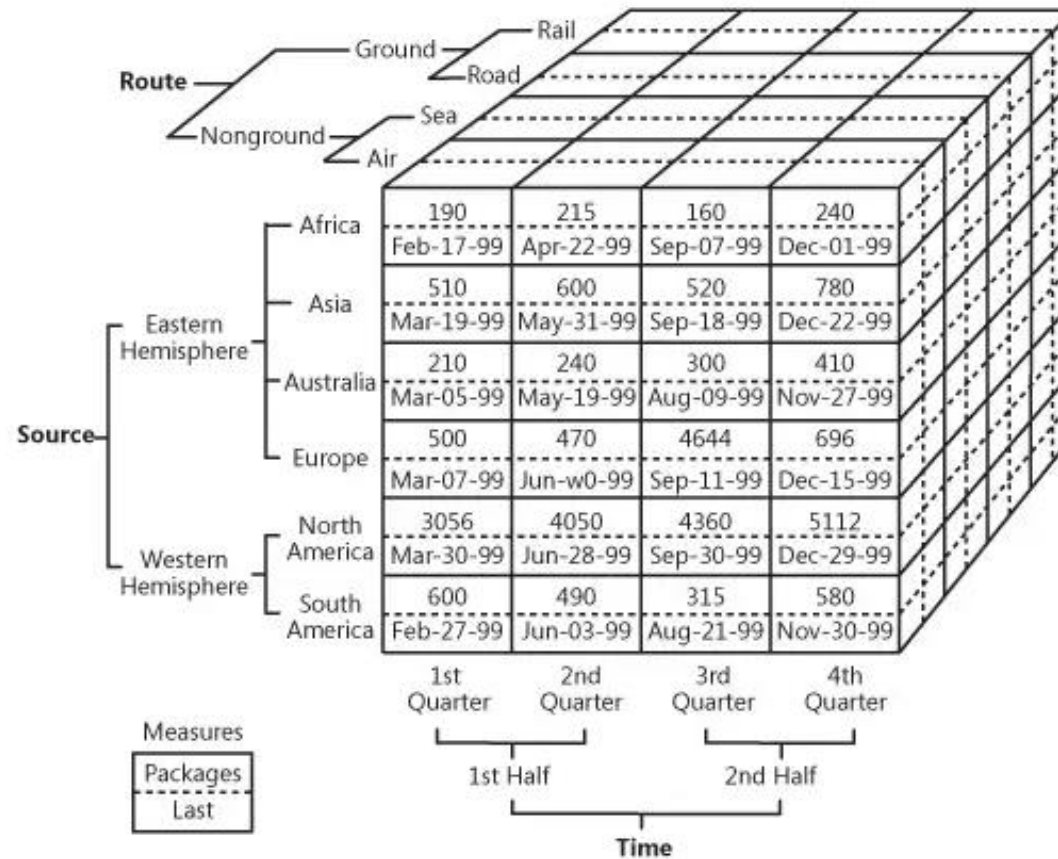 Rail
Ground
Road
Route
Sea
Nonground
Air
Africa
190 215 160 240
Feb-17-99 Apr-22-99 Sep-07-99 Dec-01-99
Asia
510 600 520 780
Mar-19-99 May-31-99 Sep-18-99 Dec-22-99
Eastern
Hemisphere
Australia
210 240 300 410
Mar-05-99 May-19-99 Aug-09-99 Nov-27-99
Source
Europe
500 470 4644 696
Mar-07-99 Jun-w0-99 Sep-11-99 Dec-15-99
North
America
3056 4050 4360 5112
Mar-30-99 Jun-28-99 Sep-30-99 Dec-29-99
Western
Hemisphere
South
America
600 490 315 580
Feb-27-99 Jun-03-99 Aug-21-99 Nov-30-99
1st
Quarter
2nd
Quarter
3rd
Quarter
4th
Quarter
Measures
Packages
Last
1st Half
2nd Half
Time